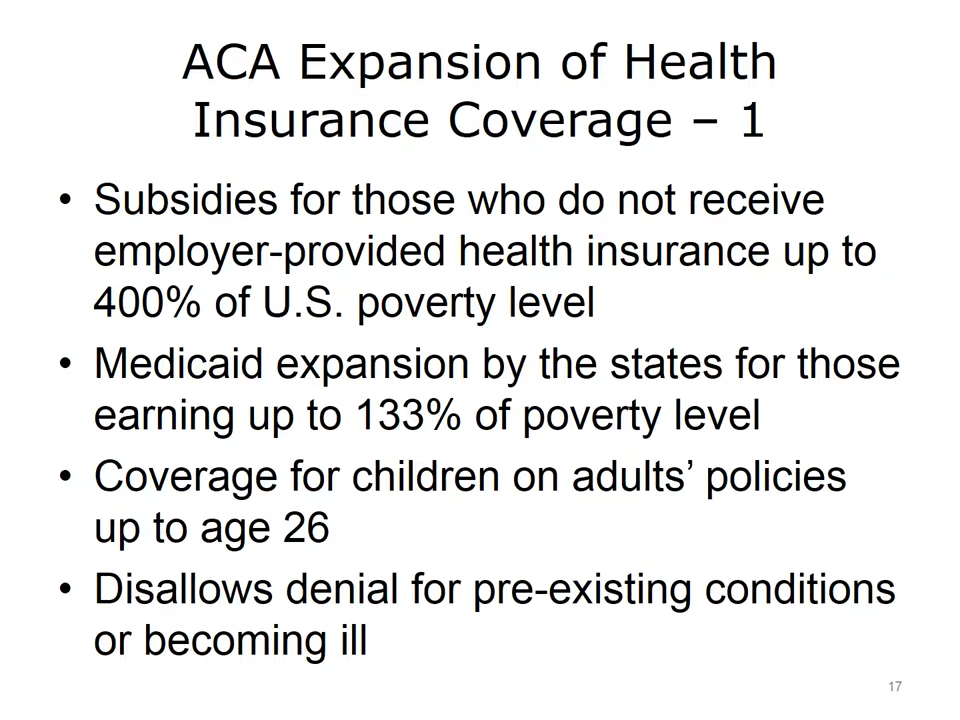 ACA Expansion of Health
Insurance Coverage – 1
• Subsidies for those who do not receive
employer-provided health insurance up to
400% of U.S. poverty level
• Medicaid expansion by the states for those
earning up to 133% of poverty level
• Coverage for children on adults’ policies
up to age 26
• Disallows denial for pre-existing conditions
or becoming ill
17